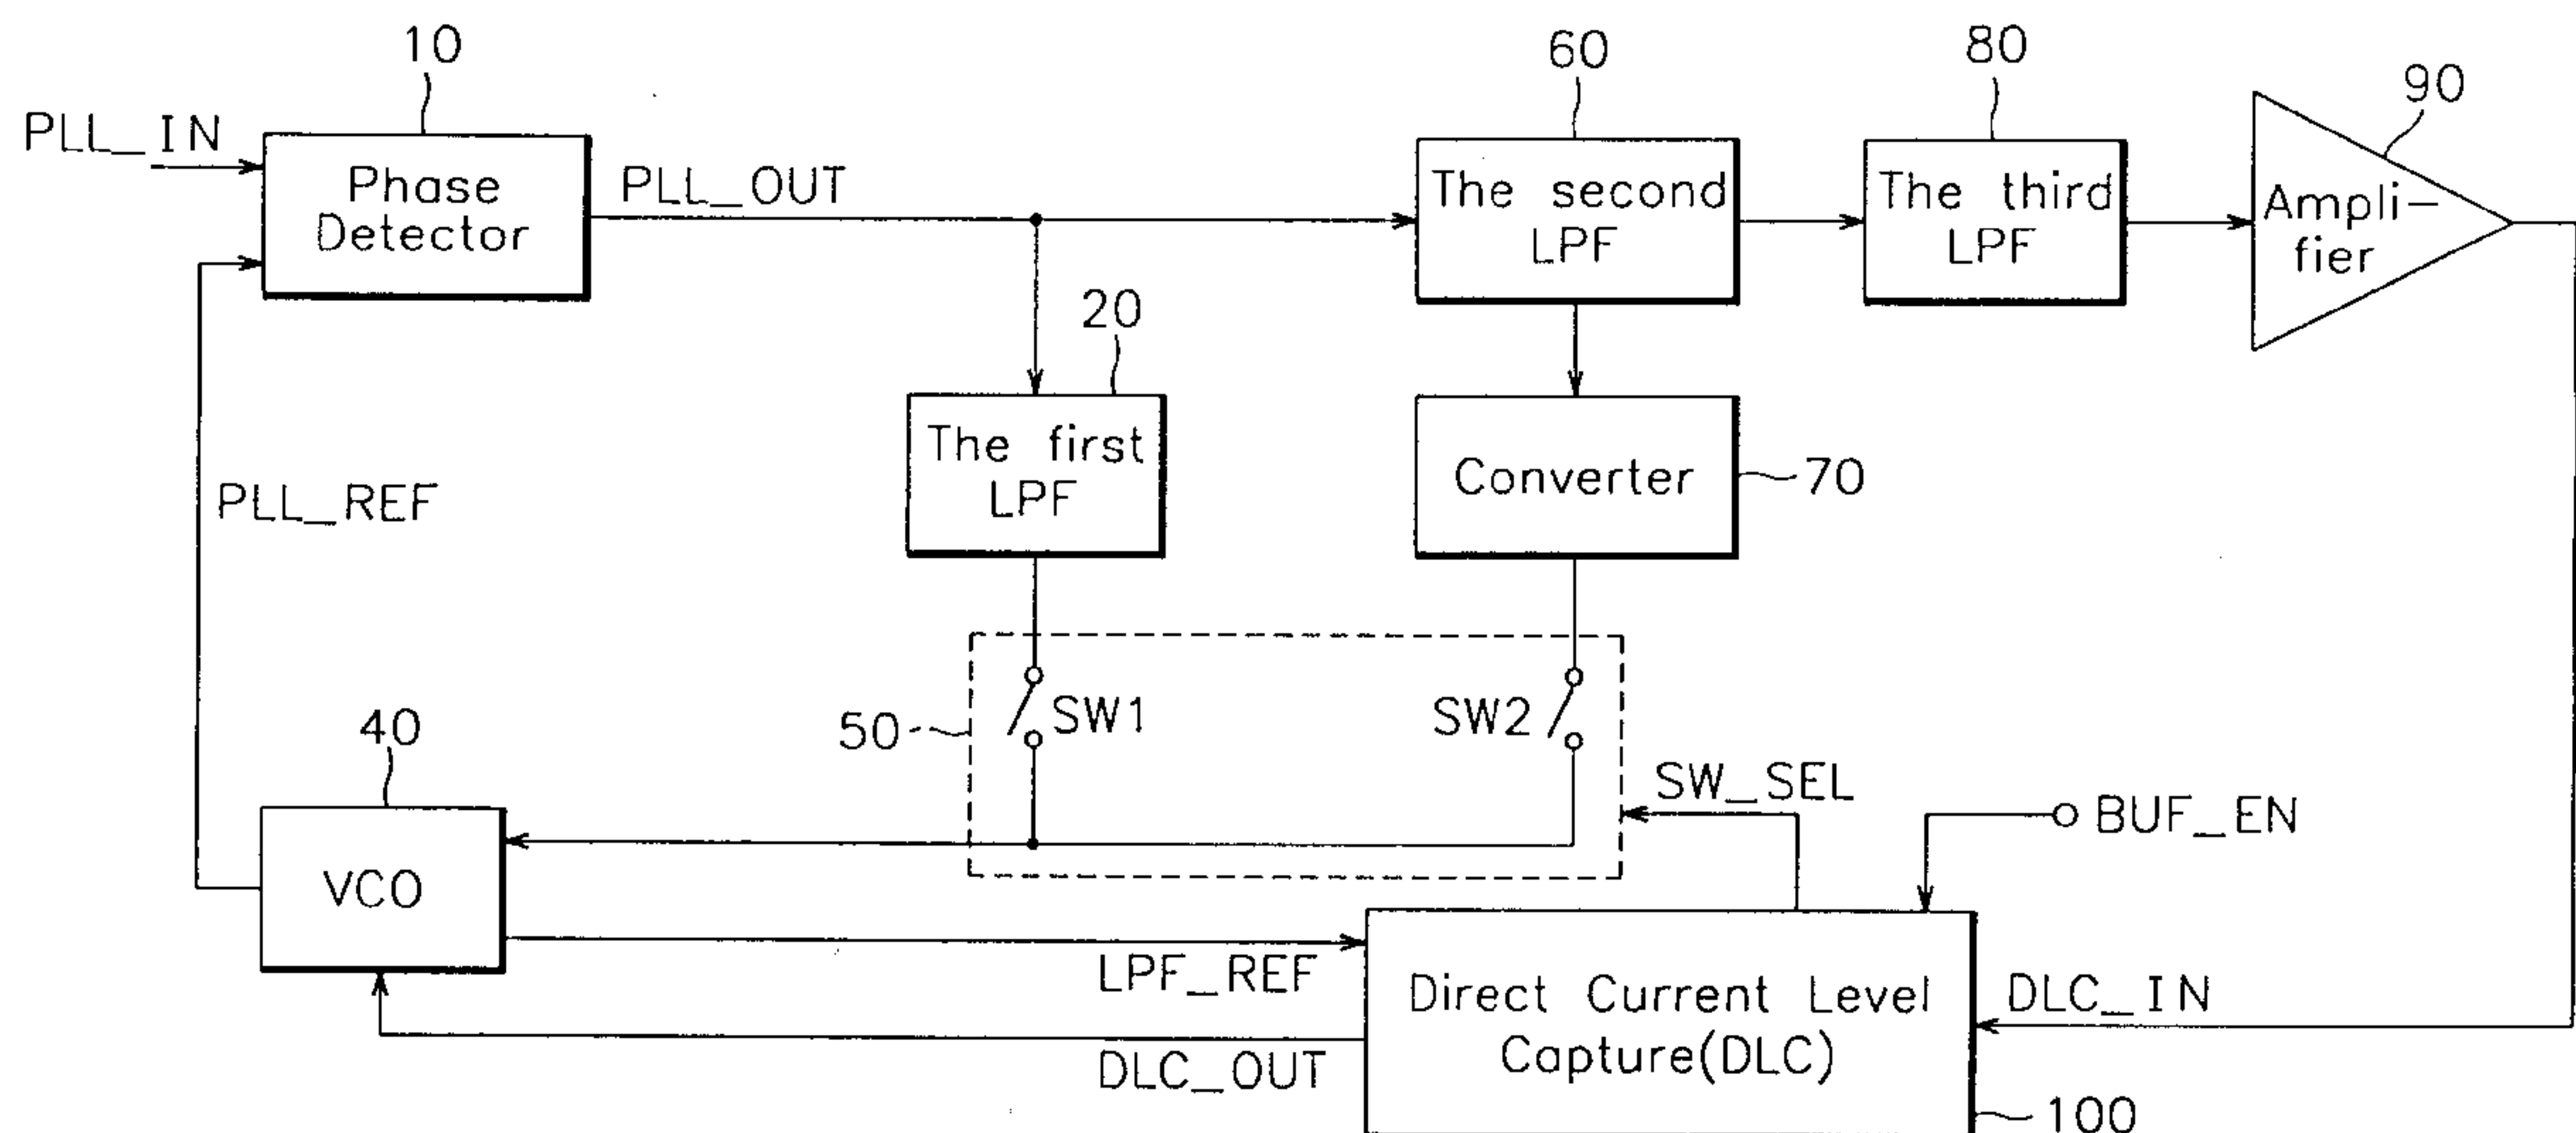 10
60
80
90
PLL_IN
Phase
Detector
PLL_OUT
The second
LPF
The third
LPF
Ampli-
fier
20
The first
LPF
Converter
70
PLL_REF
SW1
SW2
50
40
SW_SEL
BUF_EN
VCO
LPF_REF
DLC_OUT
Direct Current Level
Capture(DLC)
DLC_IN
100